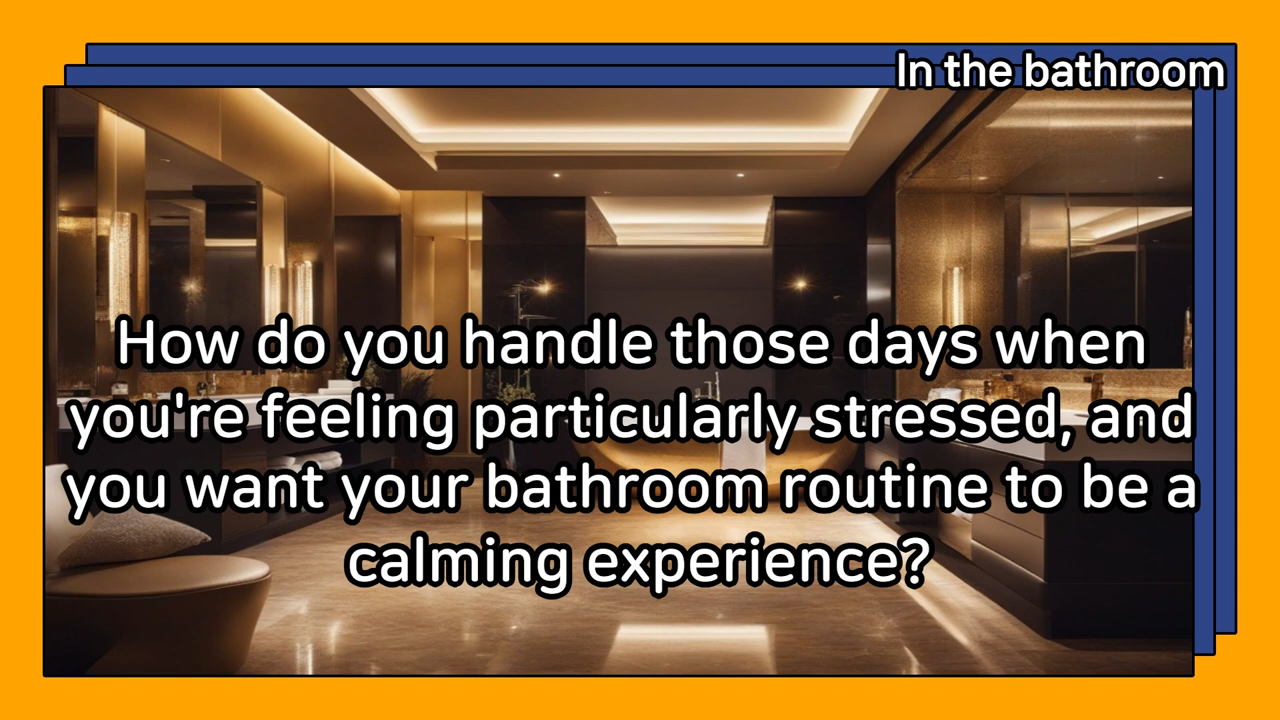 In the bathroom
How do you handle those days when
you're feeling particularly stressed, and
you want your bathroom routine to be a
calming experience?